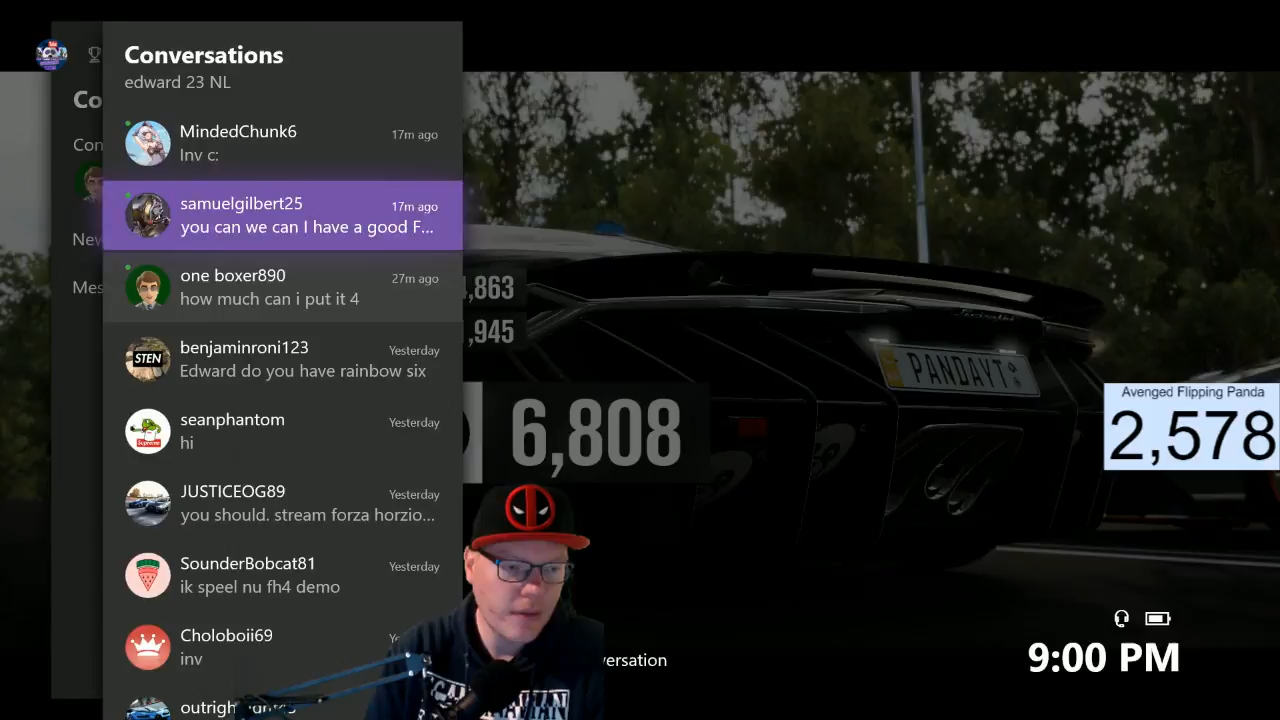 Conversations
edward 23 NL
Co
Con
New
Mes
MindedChunk6
17m ago
Inv c:
samuelgilbert25
17m ago
you can we can I have a good F...
one boxer890
27m ago
how much can i put it 4
benjaminroni123
Yesterday
Edward do you have rainbow six
STEN
seanphantom
Yesterday
hi
JUSTICEOG89
Yesterday
you should. stream forza horzio...
SounderBobcat81
Yesterday
ik speel nu fh4 demo
Choloboii69
Ye
inv
,863
,945
6,808
PANDAYT
Avenged Flipping Panda
2,578
versation
9:00 PM